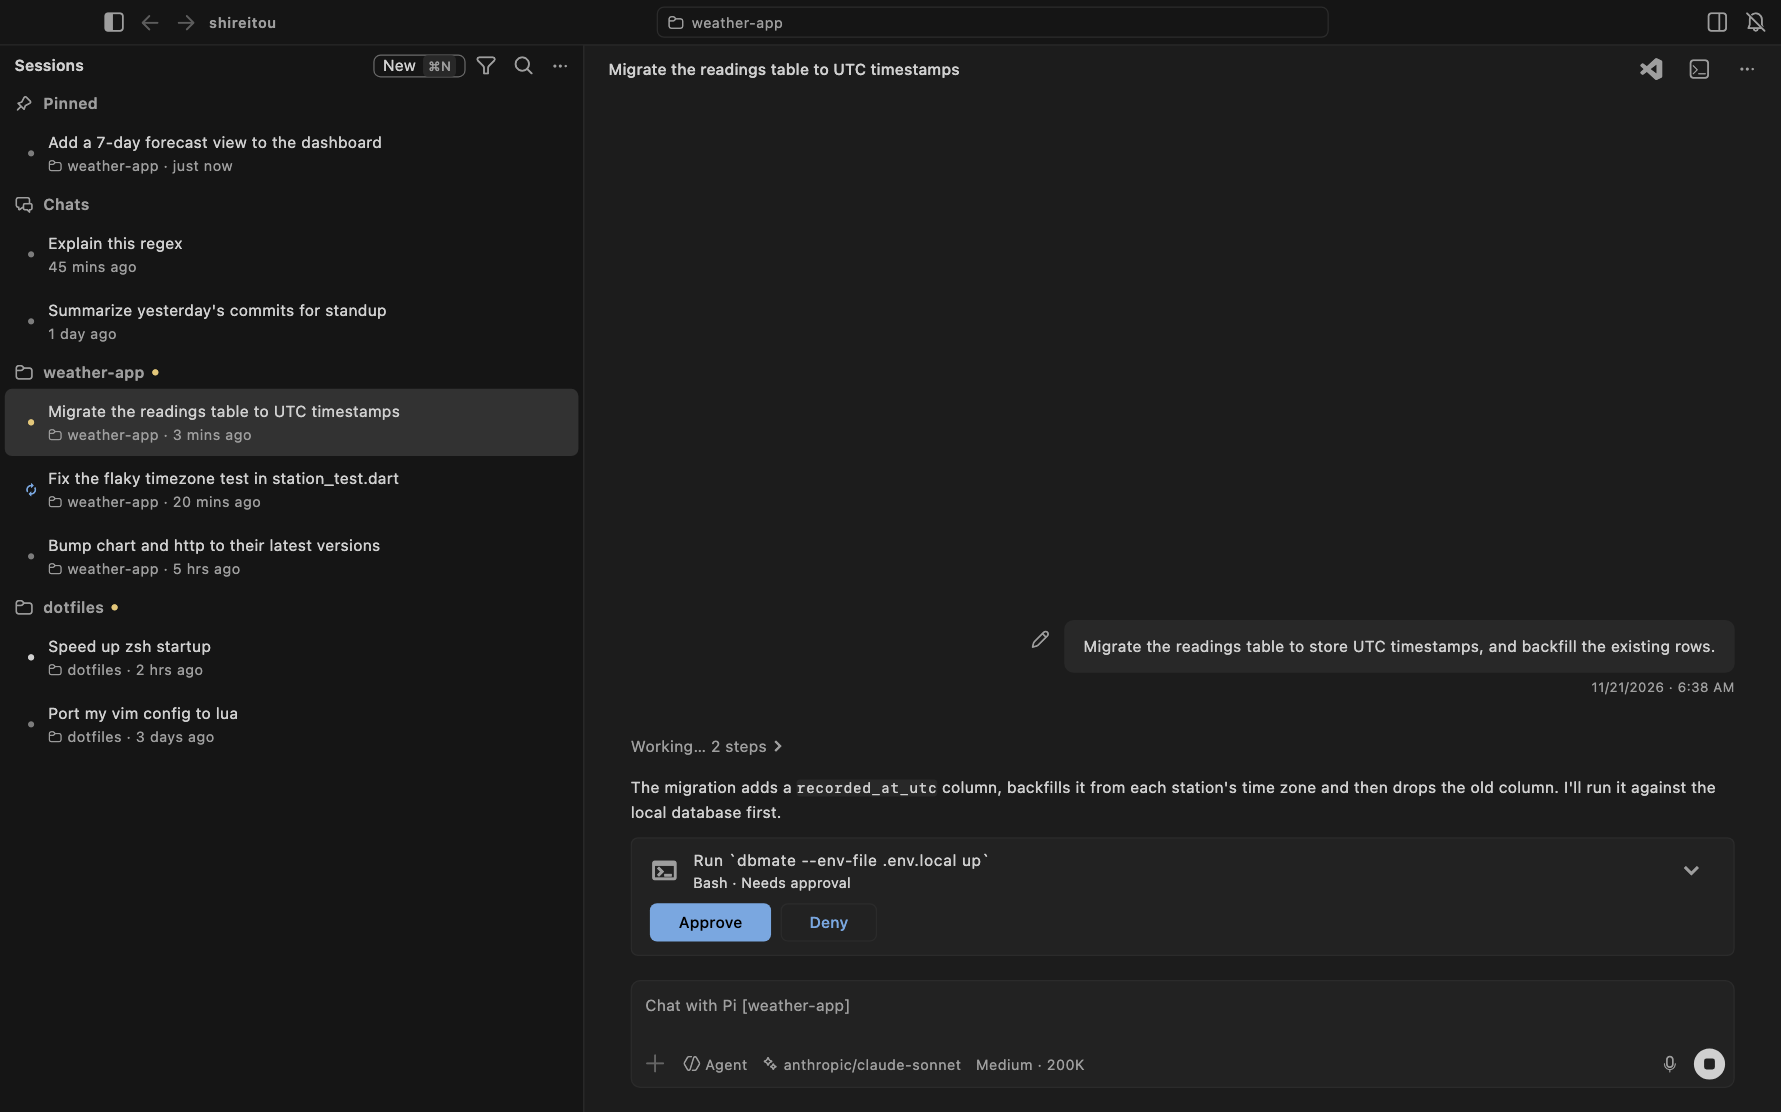 shireitou
weather-app
Sessions
New ⌘N
Pinned
Add a 7-day forecast view to the dashboard
weather-app · just now
Chats
Explain this regex
45 mins ago
Summarize yesterday's commits for standup
1 day ago
weather-app
Migrate the readings table to UTC timestamps
weather-app · 3 mins ago
Fix the flaky timezone test in station_test.dart
weather-app · 20 mins ago
Bump chart and http to their latest versions
weather-app · 5 hrs ago
dotfiles
Speed up zsh startup
dotfiles · 2 hrs ago
Port my vim config to lua
dotfiles · 3 days ago
Migrate the readings table to UTC timestamps
Migrate the readings table to store UTC timestamps, and backfill the existing rows.
11/21/2026 · 6:38 AM
Working... 2 steps
The migration adds a recorded_at_utc column, backfills it from each station's time zone and then drops the old column. I'll run it against the
local database first.
Run `dbmate --env-file .env.local up`
Bash · Needs approval
Approve
Deny
Chat with Pi [weather-app]
Agent
anthropic/claude-sonnet
Medium · 200K